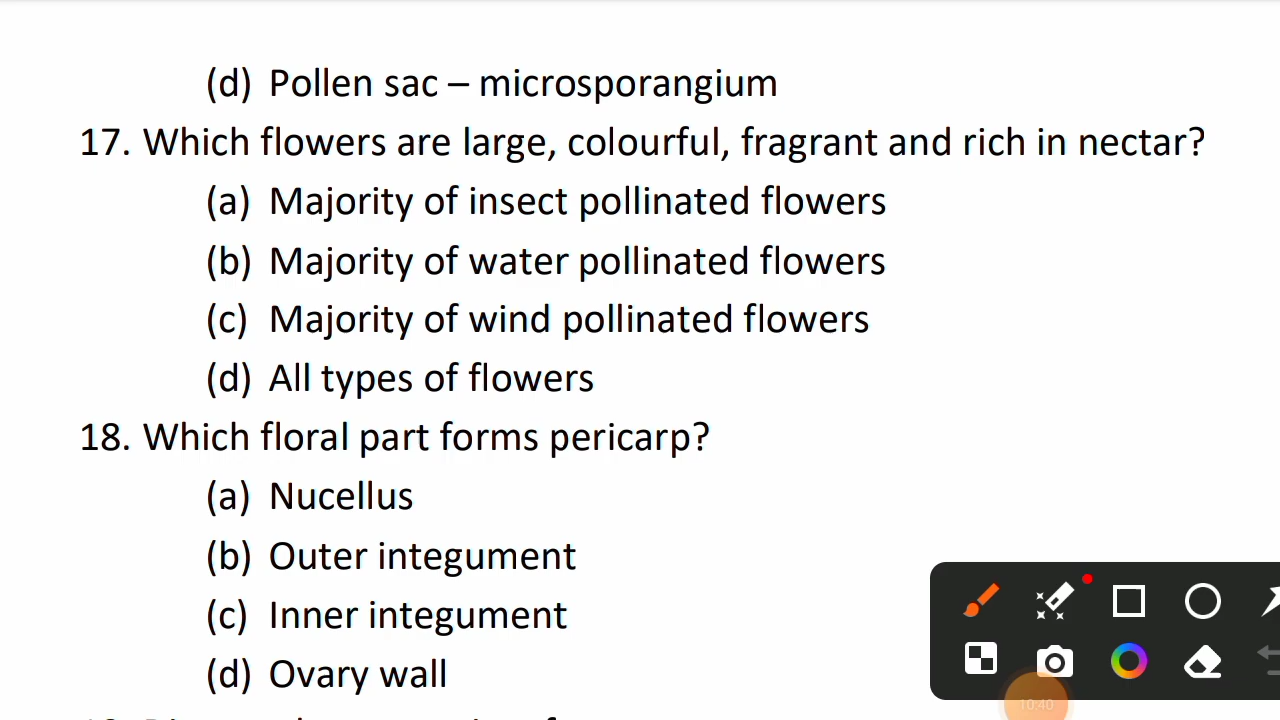 (d) Pollen sac – microsporangium
17. Which flowers are large, colourful, fragrant and rich in nectar?
(a) Majority of insect pollinated flowers
(b) Majority of water pollinated flowers
(c) Majority of wind pollinated flowers
(d) All types of flowers
18. Which floral part forms pericarp?
(a) Nucellus
(b) Outer integument
(c) Inner integument
(d) Ovary wall
10:40